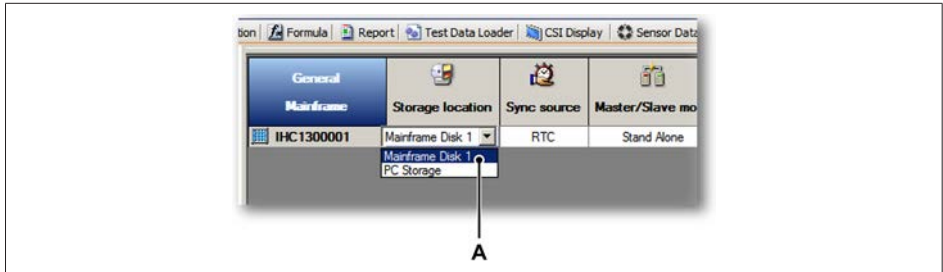 tion Formula Report Test Data Loader CSI Display Sensor Data
General
Mainframe Storage location Sync source Master/Slave mo
IHC1300001 Mainframe Disk 1 RTC Stand Alone
Mainframe Disk 1
PC Storage
A